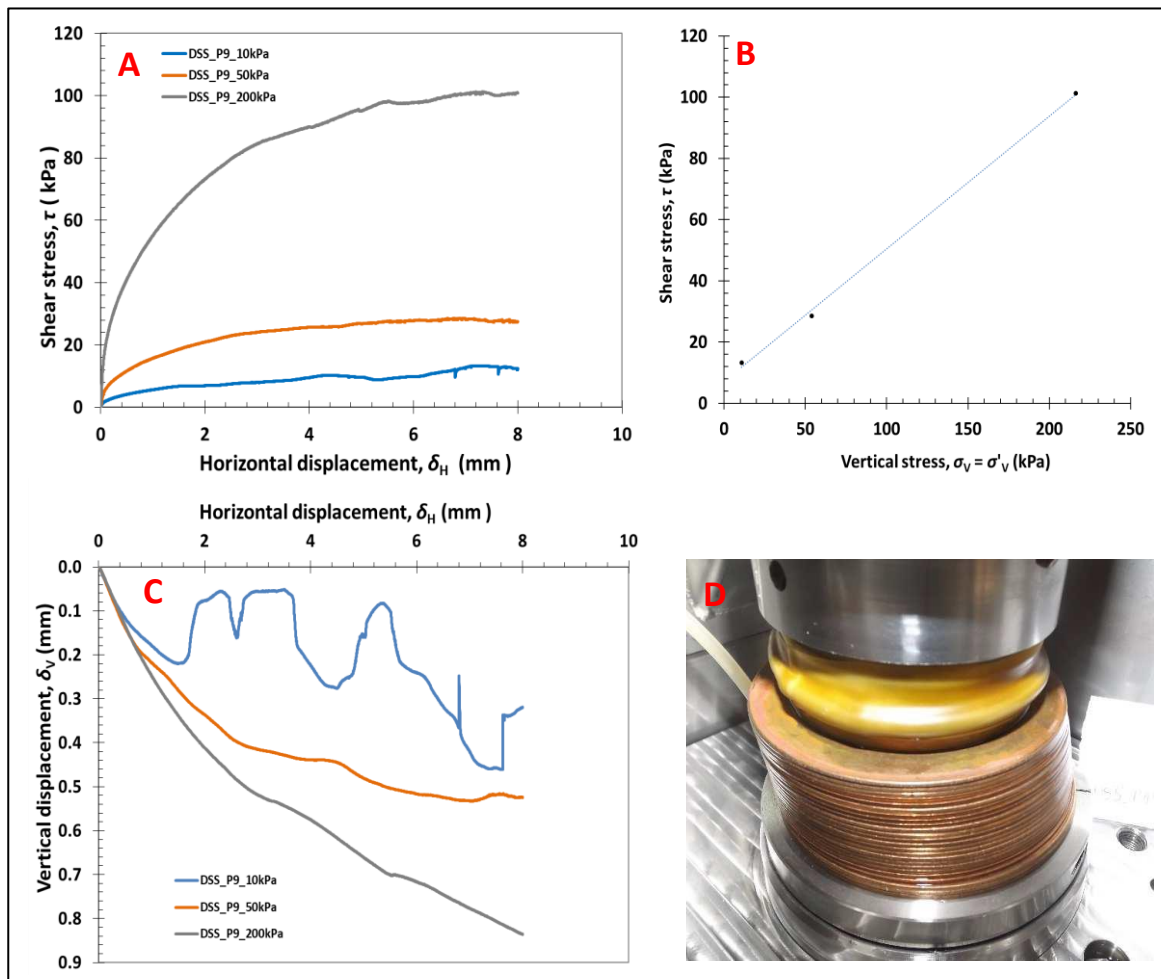 A
DSS_P9_10kPa
DSS_P9_50kPa
DSS_P9_200kPa
Shear stress, τ ( kPa)
120
100
80
60
40
20
0
0 2 4 6 8 10
Horizontal displacement, δH (mm )
B
Shear stress, τ (kPa)
120
100
80
60
40
20
0
0 50 100 150 200 250
Vertical stress, σV = σ'V (kPa)
Horizontal displacement, δH (mm )
0 2 4 6 8 10
C
Vertical displacement, δV (mm)
0.0
0.1
0.2
0.3
0.4
0.5
0.6
0.7
0.8
0.9
DSS_P9_10kPa
DSS_P9_50kPa
DSS_P9_200kPa
D